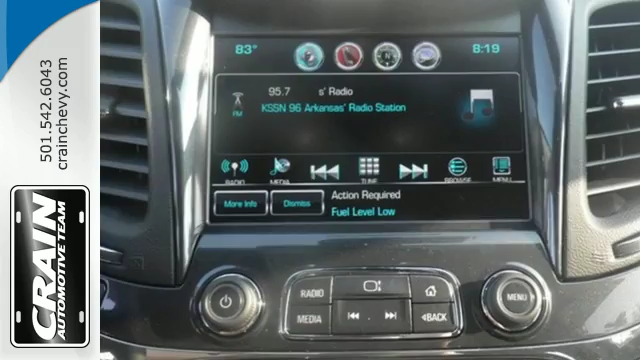 501.542.6043
crainchevy.com
CRAIN
AUTOMOTIVE TEAM
83° 8:19
95.7 s' Radio
FM
KSSN 96 Arkansas' Radio Station
RADIO MEDIA TUNE BROWSE MENU
More Info Dismiss
Action Required
Fuel Level Low
RADIO
MEDIA BACK
MENU